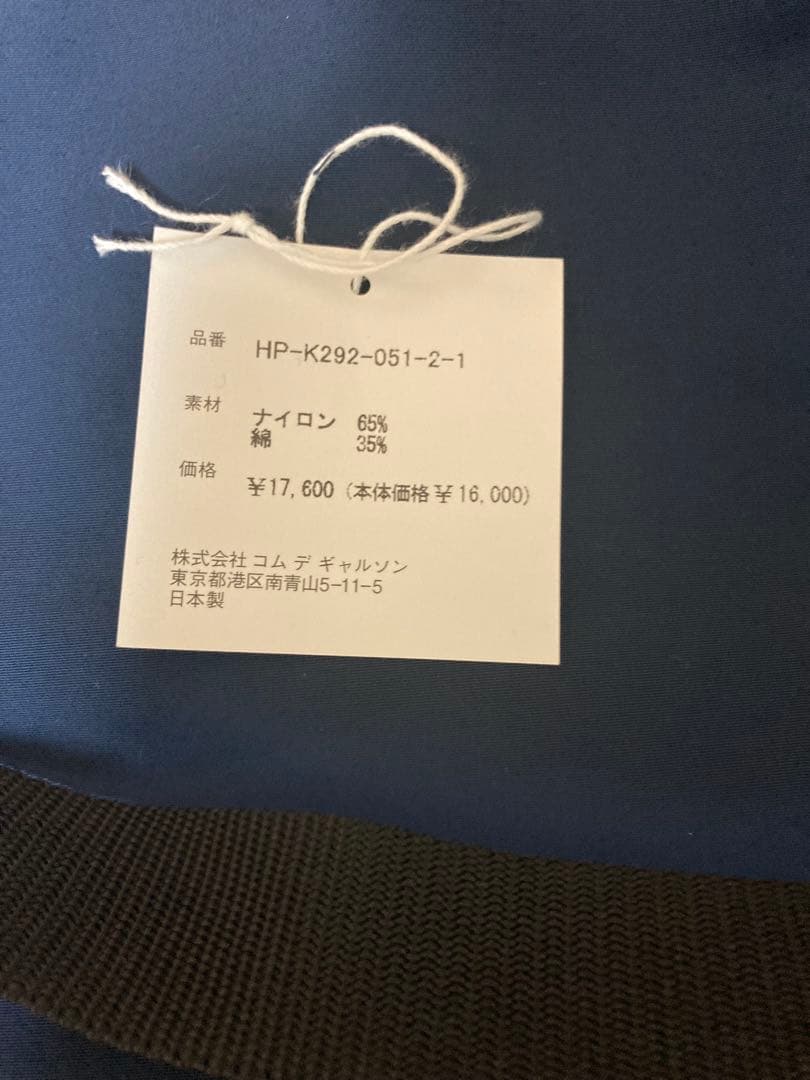 品番 HP-K292-051-2-1
素材 ナイロン 65%
綿 35%
価格 ¥17,600 (本体価格 ¥16,000)
株式会社 コム デ ギャルソン
東京都港区南青山5-11-5
日本製